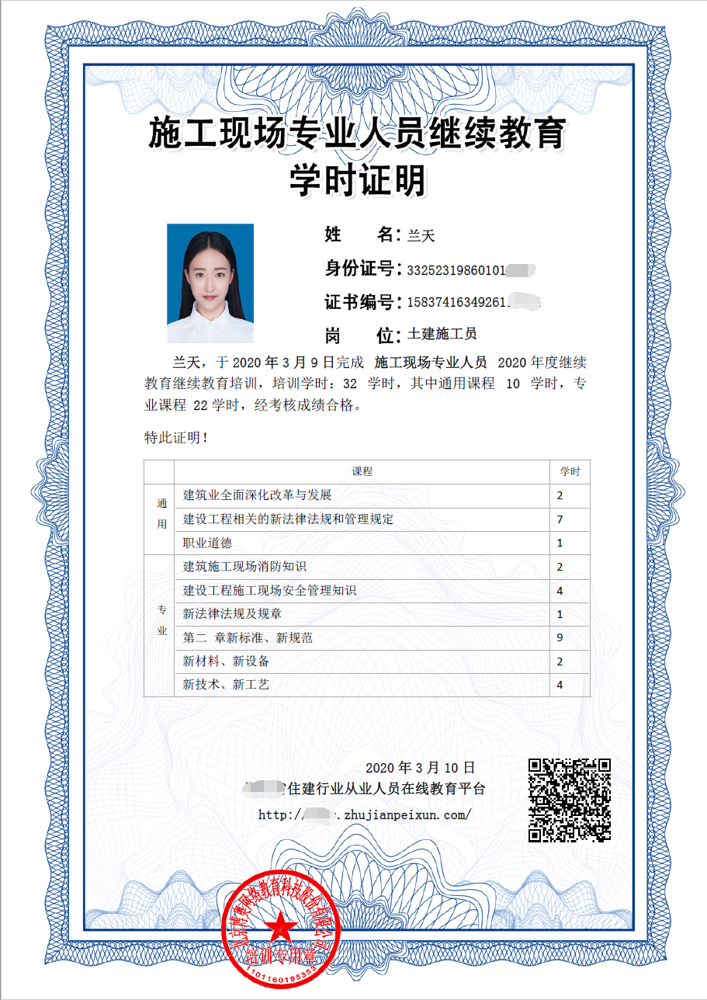 施工现场专业人员继续教育
学时证明
姓 名：兰天
身份证号：33252319860101
证书编号：15837416349261
岗 位：土建施工员
兰天，于 2020 年 3 月 9 日完成 施工现场专业人员 2020 年度继续
教育继续教育培训，培训学时：32 学时，其中通用课程 10 学时，专
业课程 22 学时，经考核成绩合格。
特此证明！
课程 学时
通用
建筑业全面深化改革与发展 2
建设工程相关的新法律法规和管理规定 7
职业道德 1
专业
建筑施工现场消防知识 2
建设工程施工现场安全管理知识 4
新法律法规及规章 1
第二 章新标准、新规范 9
新材料、新设备 2
新技术、新工艺 4
2020 年 3 月 10 日
住建行业从业人员在线教育平台
http://.zhujianpeixun.com/
北京博奥网络教育科技股份有限公司
培训专用章
1101160195353